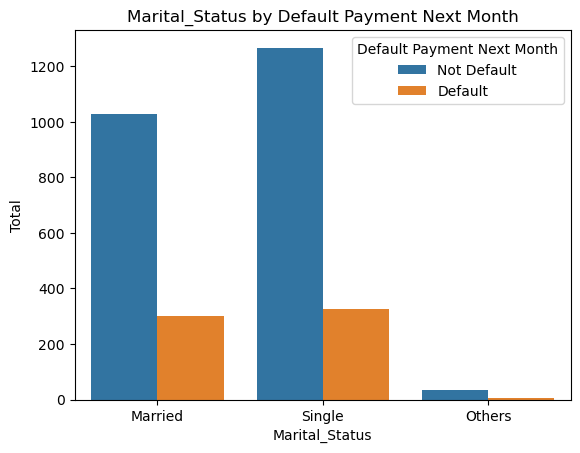 Marital_Status by Default Payment Next Month
Default Payment Next Month
Not Default
Default
Total
1200
1000
800
600
400
200
0
Married
Single
Others
Marital_Status